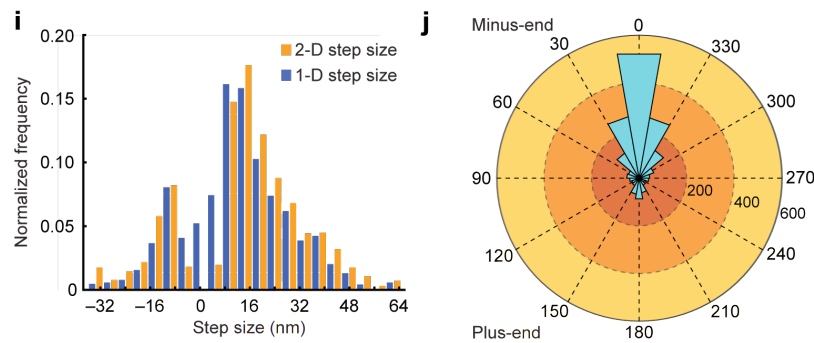 i
0.20
0.15
0.10
0.05
0
Normalized frequency
2-D step size
1-D step size
–32 –16 0 16 32 48 64
Step size (nm)
j
Minus-end
0
30 330
60 300
90 270
200
400
600
120 240
150 210
180
Plus-end